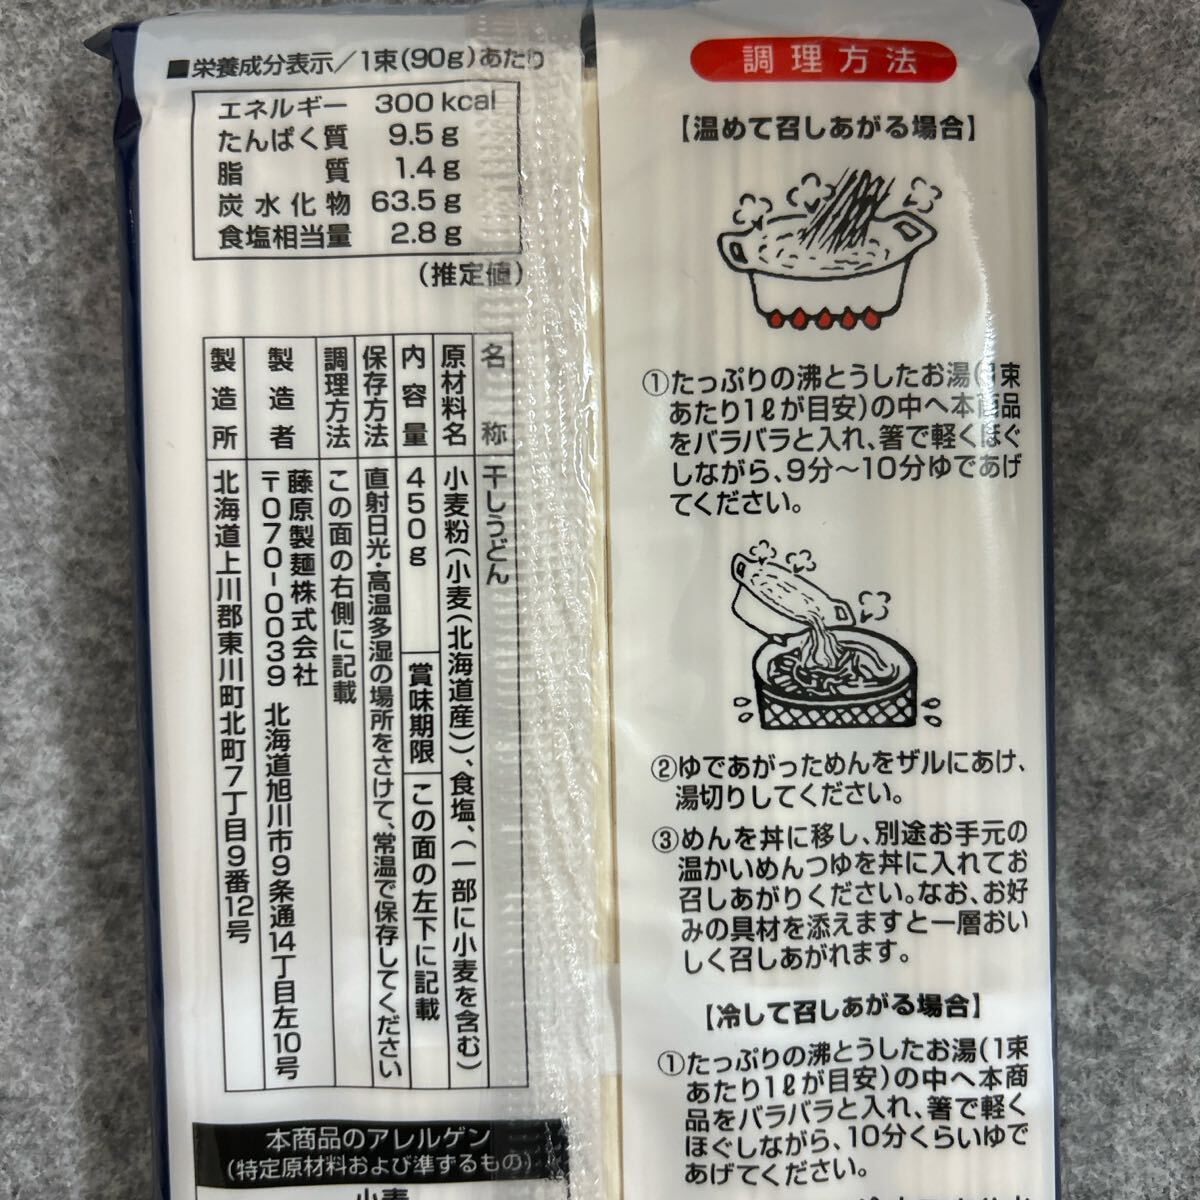 ■栄養成分表示/1束(90g)あたり
エネルギー 300kcal
たんぱく質 9.5g
脂質 1.4g
炭水化物 63.5g
食塩相当量 2.8g
(推定値)
名称 干しうどん
原材料名 小麦粉(小麦(北海道産))、食塩、(一部に小麦を含む)
内容量 450g 賞味期限 この面の左下に記載
保存方法 直射日光・高温多湿の場所をさけて、常温で保存してください
調理方法 この面の右側に記載
製造者 藤原製麺株式会社
〒070-0039 北海道旭川市9条通14丁目左10号
製造所 北海道上川郡東川町北町7丁目9番12号
本商品のアレルゲン
(特定原材料および準ずるもの)
小麦
調理方法
【温めて召しあがる場合】
①たっぷりの沸とうしたお湯(1束
あたり1ℓが目安)の中へ本商品
をバラバラと入れ、箸で軽くほぐ
しながら、9分～10分ゆであげ
てください。
②ゆであがっためんをザルにあけ、
湯切りしてください。
③めんを丼に移し、別途お手元の
温かいめんつゆを丼に入れてお
召しあがりください。なお、お好
みの具材を添えますと一層おい
しく召しあがれます。
【冷して召しあがる場合】
①たっぷりの沸とうしたお湯(1束
あたり1ℓが目安)の中へ本商
品をバラバラと入れ、箸で軽く
ほぐしながら、10分くらいゆで
あげてください。